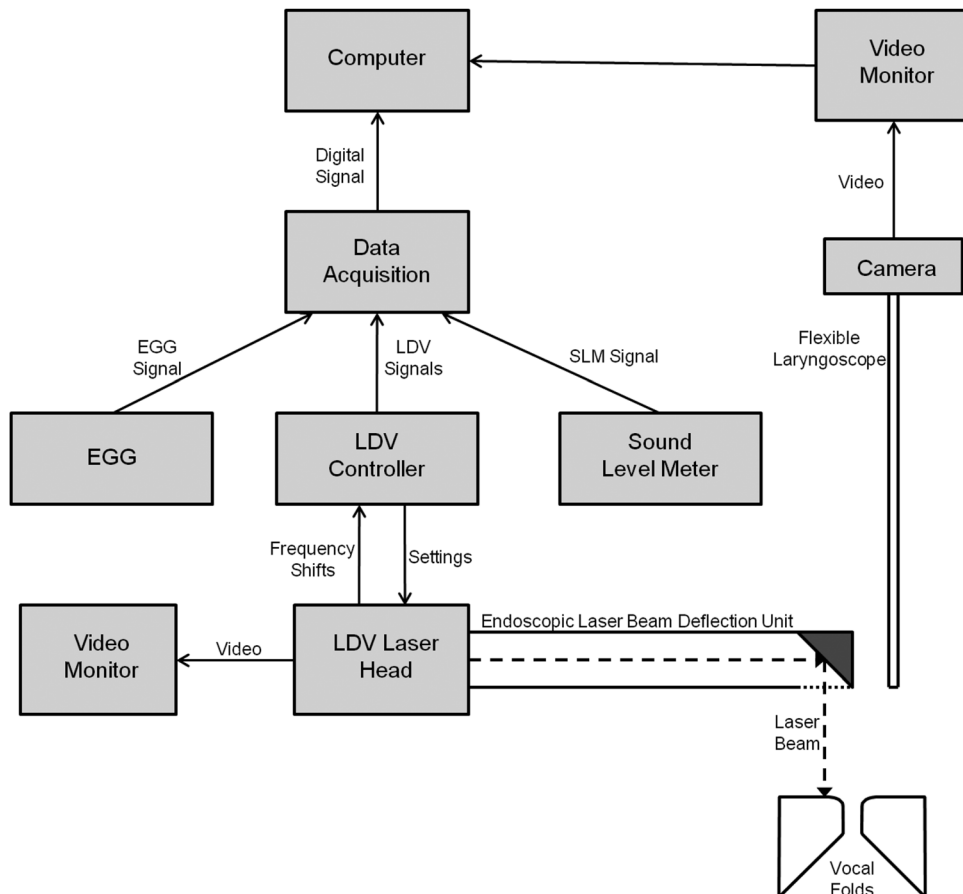 Computer
Video
Monitor
Digital
Signal
Video
Data
Acquisition
Camera
EGG
Signal
LDV
Signals
SLM Signal
Flexible
Laryngoscope
EGG
LDV
Controller
Sound
Level Meter
Frequency
Shifts
Settings
Endoscopic Laser Beam Deflection Unit
Video
Monitor
Video
LDV Laser
Head
Laser
Beam
Vocal
Folds